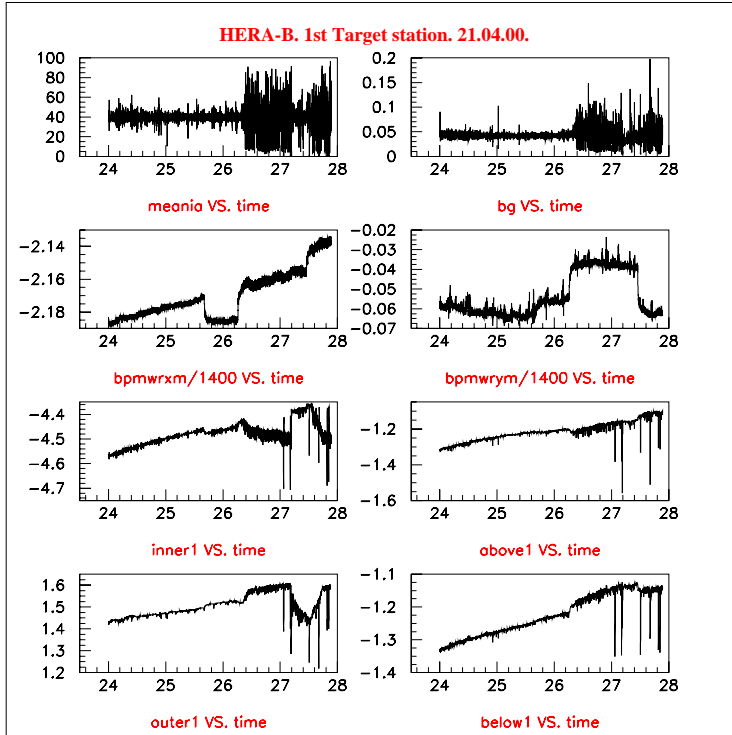 HERA-B. 1st Target station. 21.04.00.
100
80
60
40
20
0
24 25 26 27 28
meania VS. time
0.2
0.15
0.1
0.05
0
24 25 26 27 28
bg VS. time
-2.14
-2.16
-2.18
24 25 26 27 28
bpmwrxm/1400 VS. time
-0.02
-0.03
-0.04
-0.05
-0.06
-0.07
24 25 26 27 28
bpmwrym/1400 VS. time
-4.4
-4.5
-4.6
-4.7
24 25 26 27 28
inner1 VS. time
-1.2
-1.4
-1.6
24 25 26 27 28
above1 VS. time
1.6
1.5
1.4
1.3
1.2
24 25 26 27 28
outer1 VS. time
-1.1
-1.2
-1.3
-1.4
24 25 26 27 28
below1 VS. time